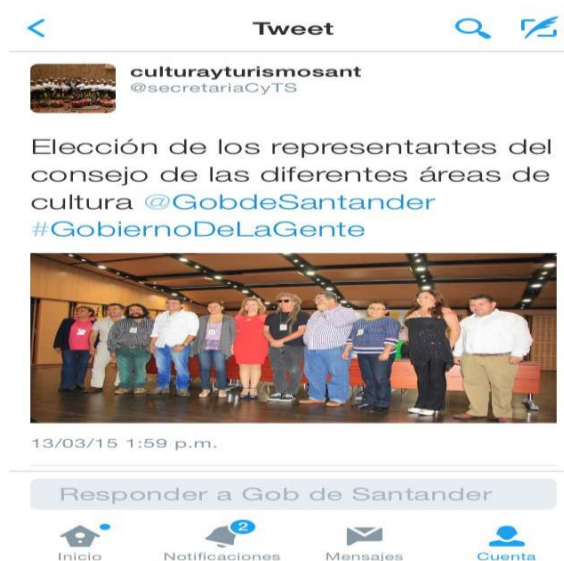 Tweet
culturayturismosant
@secretariaCyTS
Elección de los representantes del
consejo de las diferentes áreas de
cultura @GobdeSantander
#GobiernoDeLaGente
13/03/15 1:59 p.m.
Responder a Gob de Santander
2
Inicio Notificaciones Mensajes Cuenta